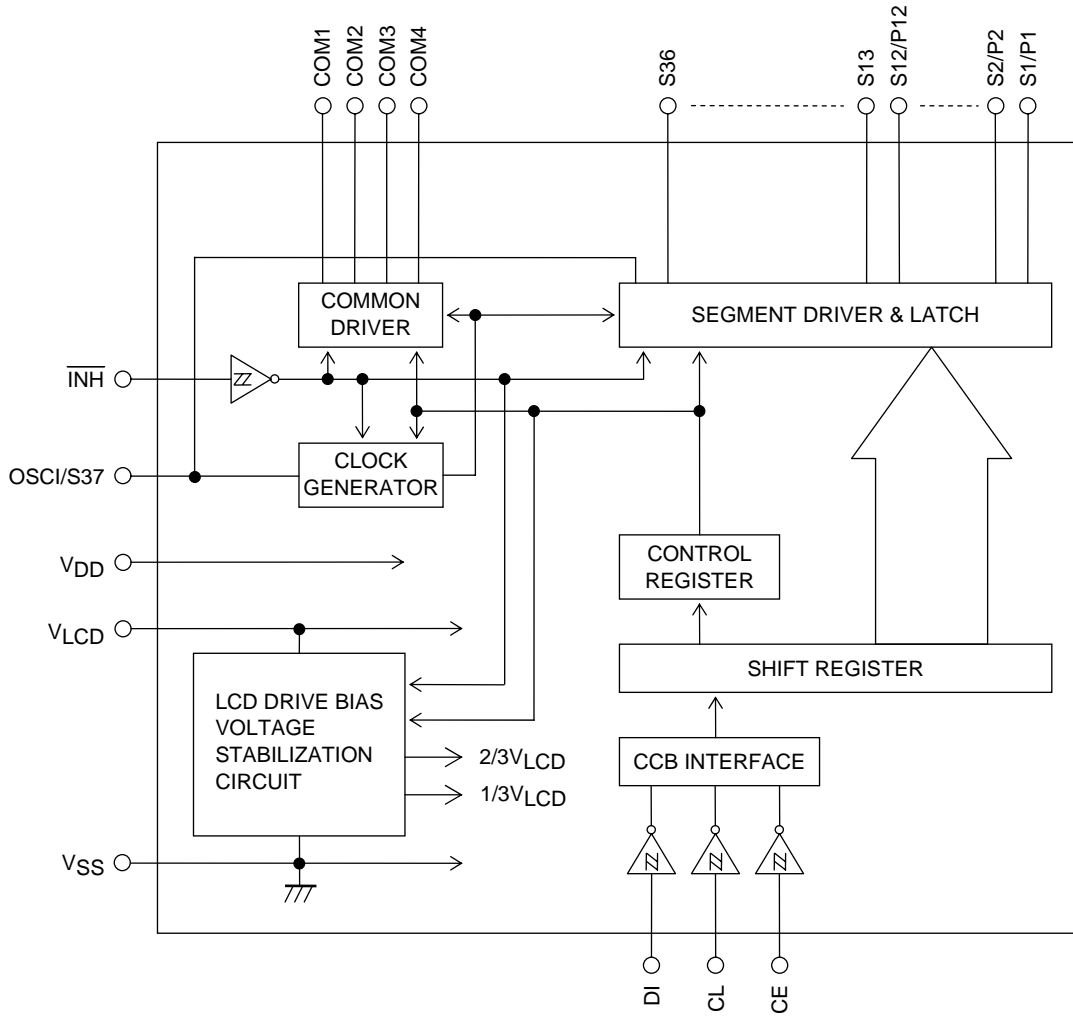 COM1
COM2
COM3
COM4
S36
S13
S12/P12
S2/P2
S1/P1
COMMON
DRIVER
SEGMENT DRIVER & LATCH
INH
OSCI/S37
CLOCK
GENERATOR
VDD
CONTROL
REGISTER
VLCD
SHIFT REGISTER
LCD DRIVE BIAS
VOLTAGE
STABILIZATION
CIRCUIT
2/3VLCD
1/3VLCD
CCB INTERFACE
VSS
DI
CL
CE